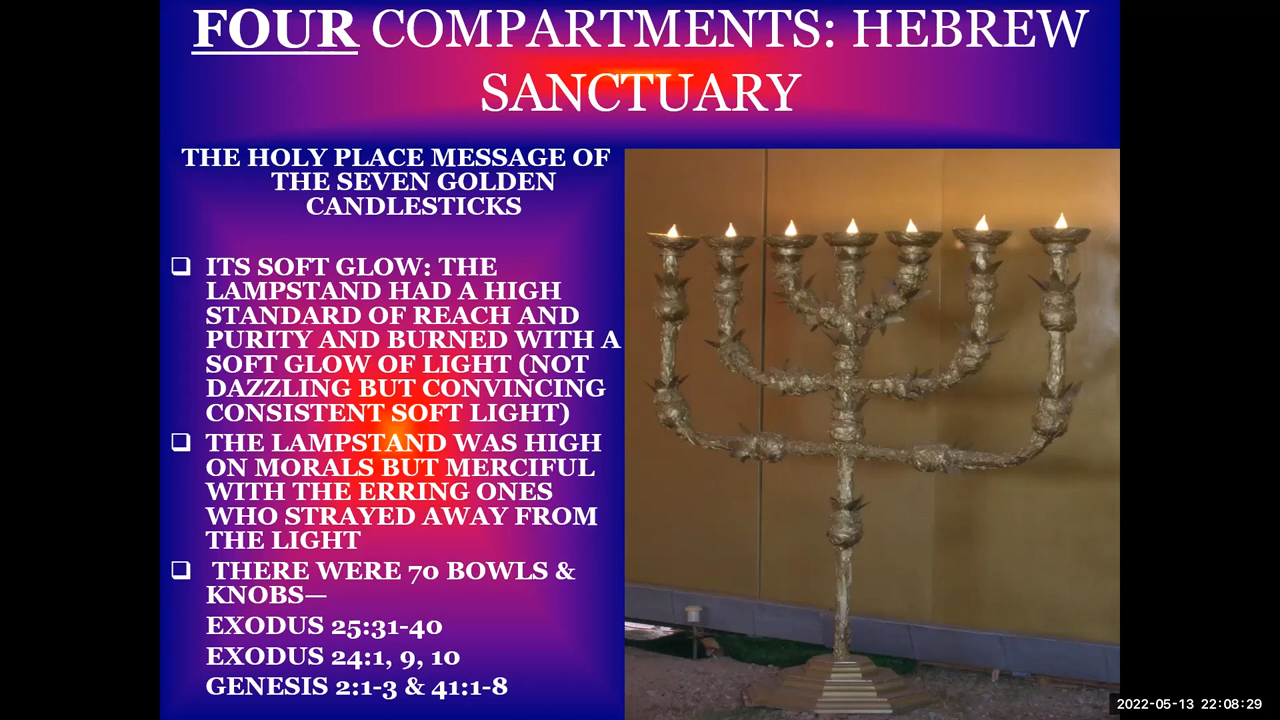 FOUR COMPARTMENTS: HEBREW
SANCTUARY
THE HOLY PLACE MESSAGE OF
THE SEVEN GOLDEN
CANDLESTICKS
ITS SOFT GLOW: THE
LAMPSTAND HAD A HIGH
STANDARD OF REACH AND
PURITY AND BURNED WITH A
SOFT GLOW OF LIGHT (NOT
DAZZLING BUT CONVINCING
CONSISTENT SOFT LIGHT)
THE LAMPSTAND WAS HIGH
ON MORALS BUT MERCIFUL
WITH THE ERRING ONES
WHO STRAYED AWAY FROM
THE LIGHT
THERE WERE 70 BOWLS &
KNOBS—
EXODUS 25:31-40
EXODUS 24:1, 9, 10
GENESIS 2:1-3 & 41:1-8
2022-05-13 22:08:29